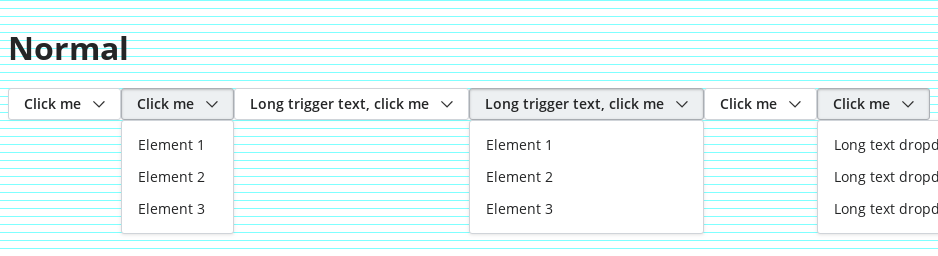 Normal
Click me Click me Long trigger text, click me Long trigger text, click me Click me Click me
Element 1 Element 1 Long text dropd
Element 2 Element 2 Long text dropd
Element 3 Element 3 Long text dropd